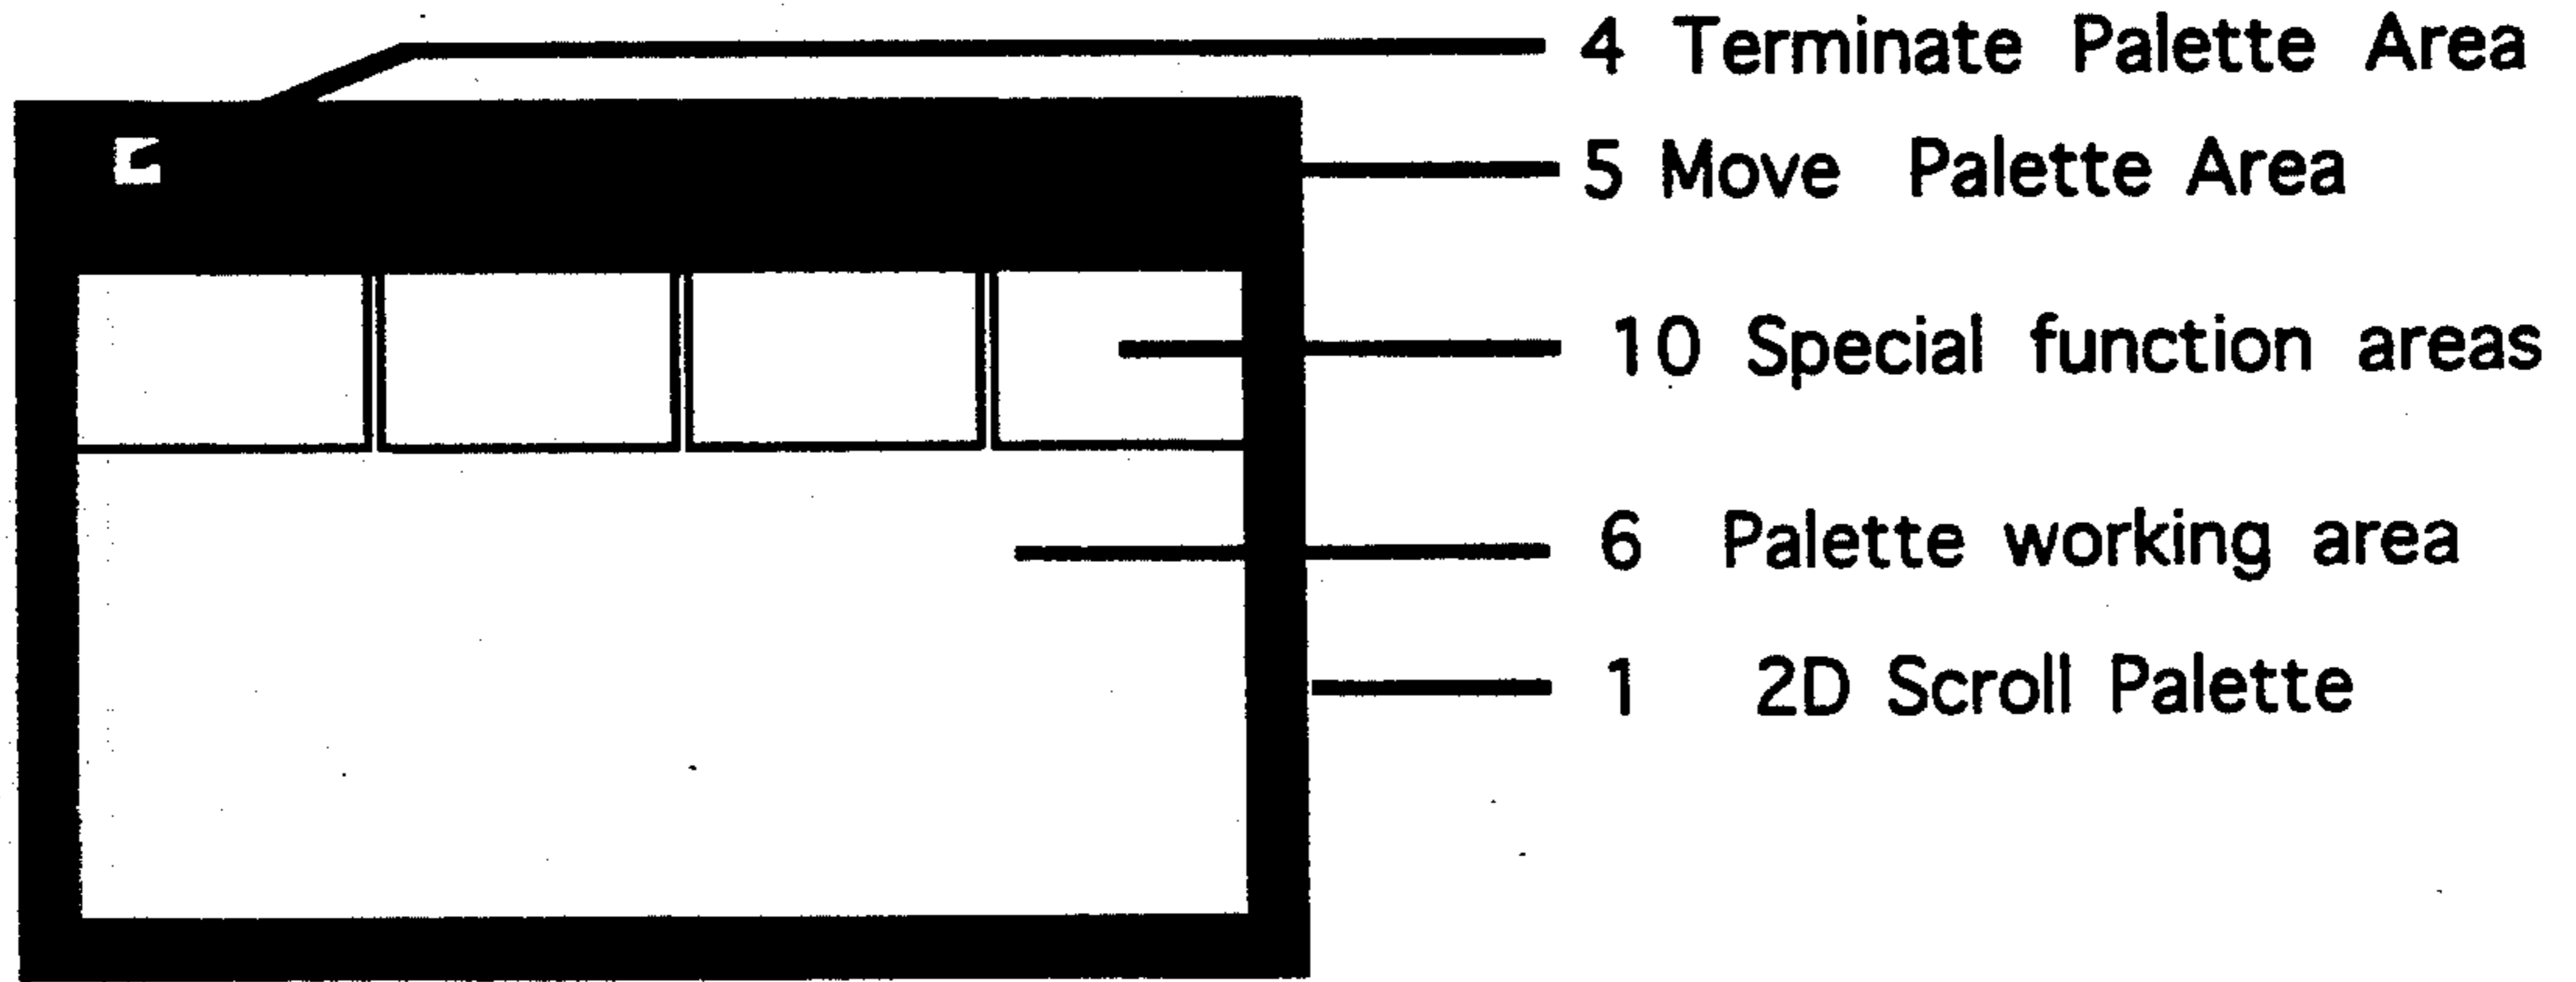 4 Terminate Palette Area
5 Move Palette Area
10 Special function areas
6 Palette working area
1 2D Scroll Palette